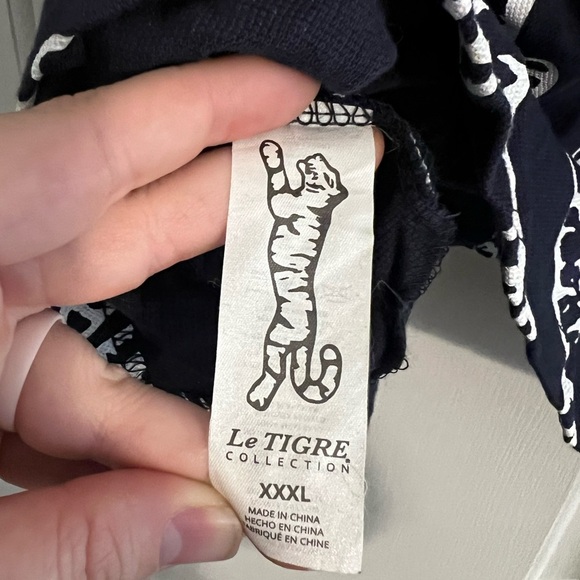 Le TIGRE®
COLLECTION
XXXL
MADE IN CHINA
HECHO EN CHINA
FABRIQUÉ EN CHINE